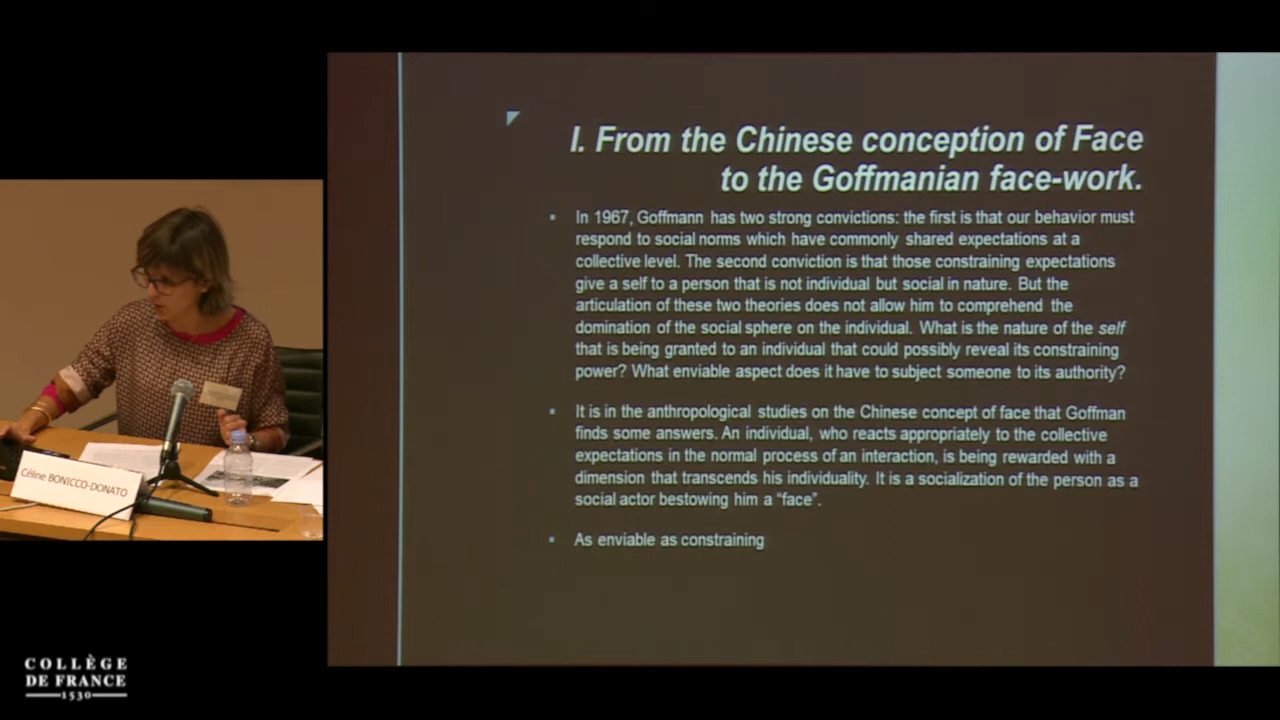 I. From the Chinese conception of Face
to the Goffmanian face-work.
In 1967, Goffmann has two strong convictions: the first is that our behavior must
respond to social norms which have commonly shared expectations at a
collective level. The second conviction is that those constraining expectations
give a self to a person that is not individual but social in nature. But the
articulation of these two theories does not allow him to comprehend the
domination of the social sphere on the individual. What is the nature of the self
that is being granted to an individual that could possibly reveal its constraining
power? What enviable aspect does it have to subject someone to its authority?
It is in the anthropological studies on the Chinese concept of face that Goffman
finds some answers. An individual, who reacts appropriately to the collective
expectations in the normal process of an interaction, is being rewarded with a
dimension that transcends his individuality. It is a socialization of the person as a
social actor bestowing him a “face”.
As enviable as constraining
Céline BONICCO-DONATO
COLLÈGE
DE FRANCE
1530